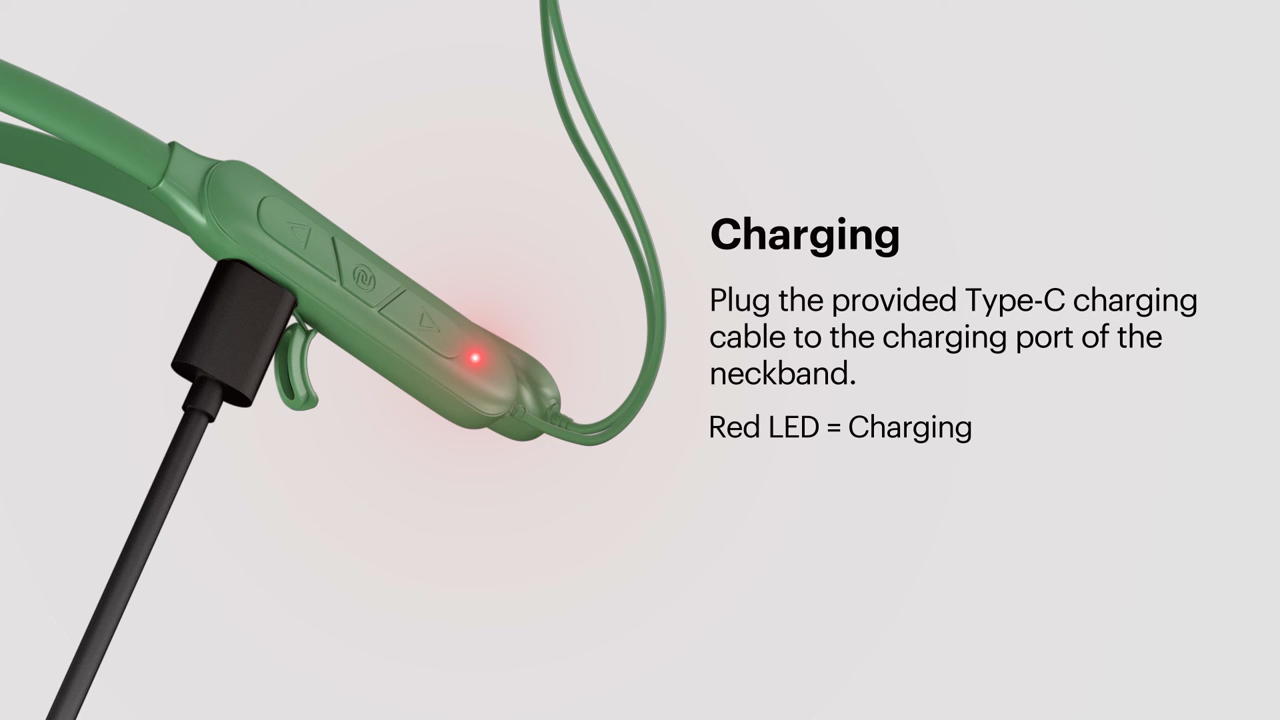 Charging
Plug the provided Type-C charging
cable to the charging port of the
neckband.
Red LED = Charging